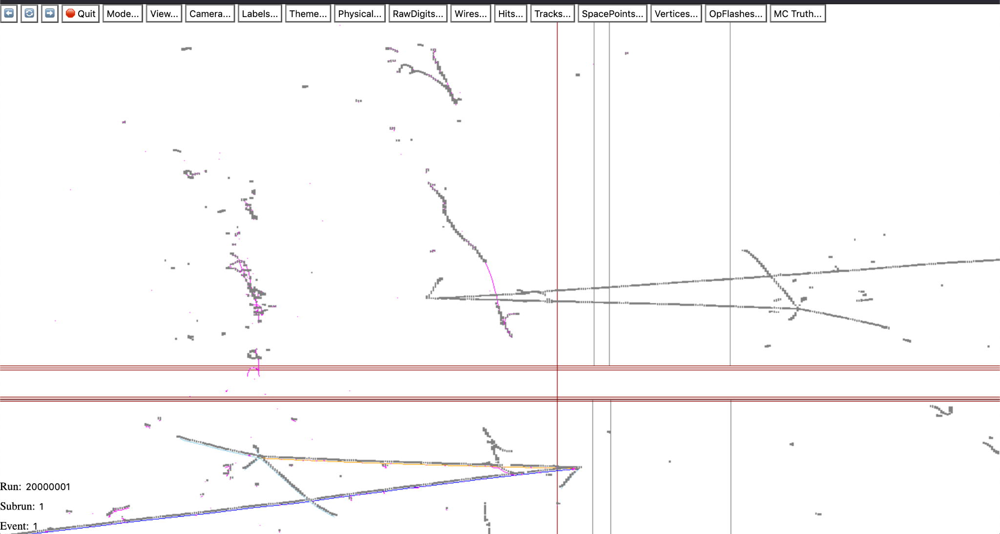 Quit Mode... View... Camera... Labels... Theme... Physical... RawDigits... Wires... Hits... Tracks... SpacePoints... Vertices... OpFlashes... MC Truth...
Run: 20000001
Subrun: 1
Event: 1